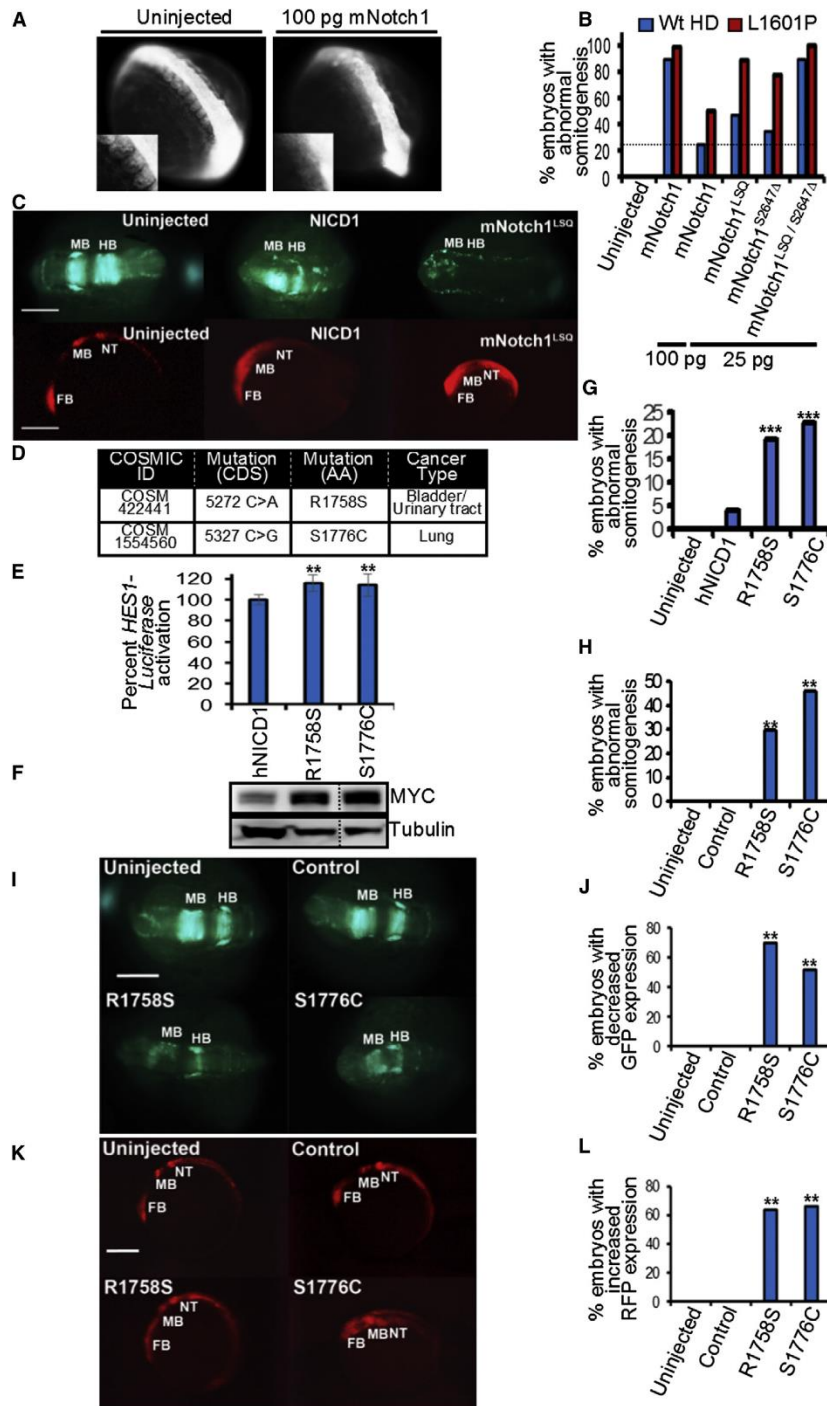 A
Uninjected
100 pg mNotch1
B
Wt HD
L1601P
% embryos with
abnormal
somitogenesis
100
80
60
40
20
0
Uninjected
mNotch1
mNotch1
mNotch1LSQ
mNotch1S2647Δ
mNotch1LSQ / S2647Δ
100 pg
25 pg
C
Uninjected
MB
HB
NICD1
MB HB
mNotch1LSQ
MB HB
Uninjected
MB
NT
FB
NICD1
NT
MB
FB
mNotch1LSQ
MB NT
FB
D
COSMIC ID
Mutation (CDS)
Mutation (AA)
Cancer Type
COSM 422441
5272 C>A
R1758S
Bladder/ Urinary tract
COSM 1554560
5327 C>G
S1776C
Lung
E
Percent HES1-
Luciferase
activation
120
100
80
60
40
20
0
**
**
hNICD1
R1758S
S1776C
F
MYC
Tubulin
G
% embryos with
abnormal
somitogenesis
25
20
15
10
5
0
***
***
Uninjected
hNICD1
R1758S
S1776C
H
% embryos with
abnormal
somitogenesis
50
40
30
20
10
0
**
**
Uninjected
Control
R1758S
S1776C
I
Uninjected
MB
HB
Control
MB
HB
R1758S
MB
HB
S1776C
MB
HB
J
% embryos with
decreased
GFP expression
80
60
40
20
0
**
**
Uninjected
Control
R1758S
S1776C
K
Uninjected
NT
MB
FB
Control
NT
MB
FB
R1758S
NT
MB
FB
S1776C
MBNT
FB
L
% embryos with
increased
RFP expression
80
60
40
20
0
**
**
Uninjected
Control
R1758S
S1776C